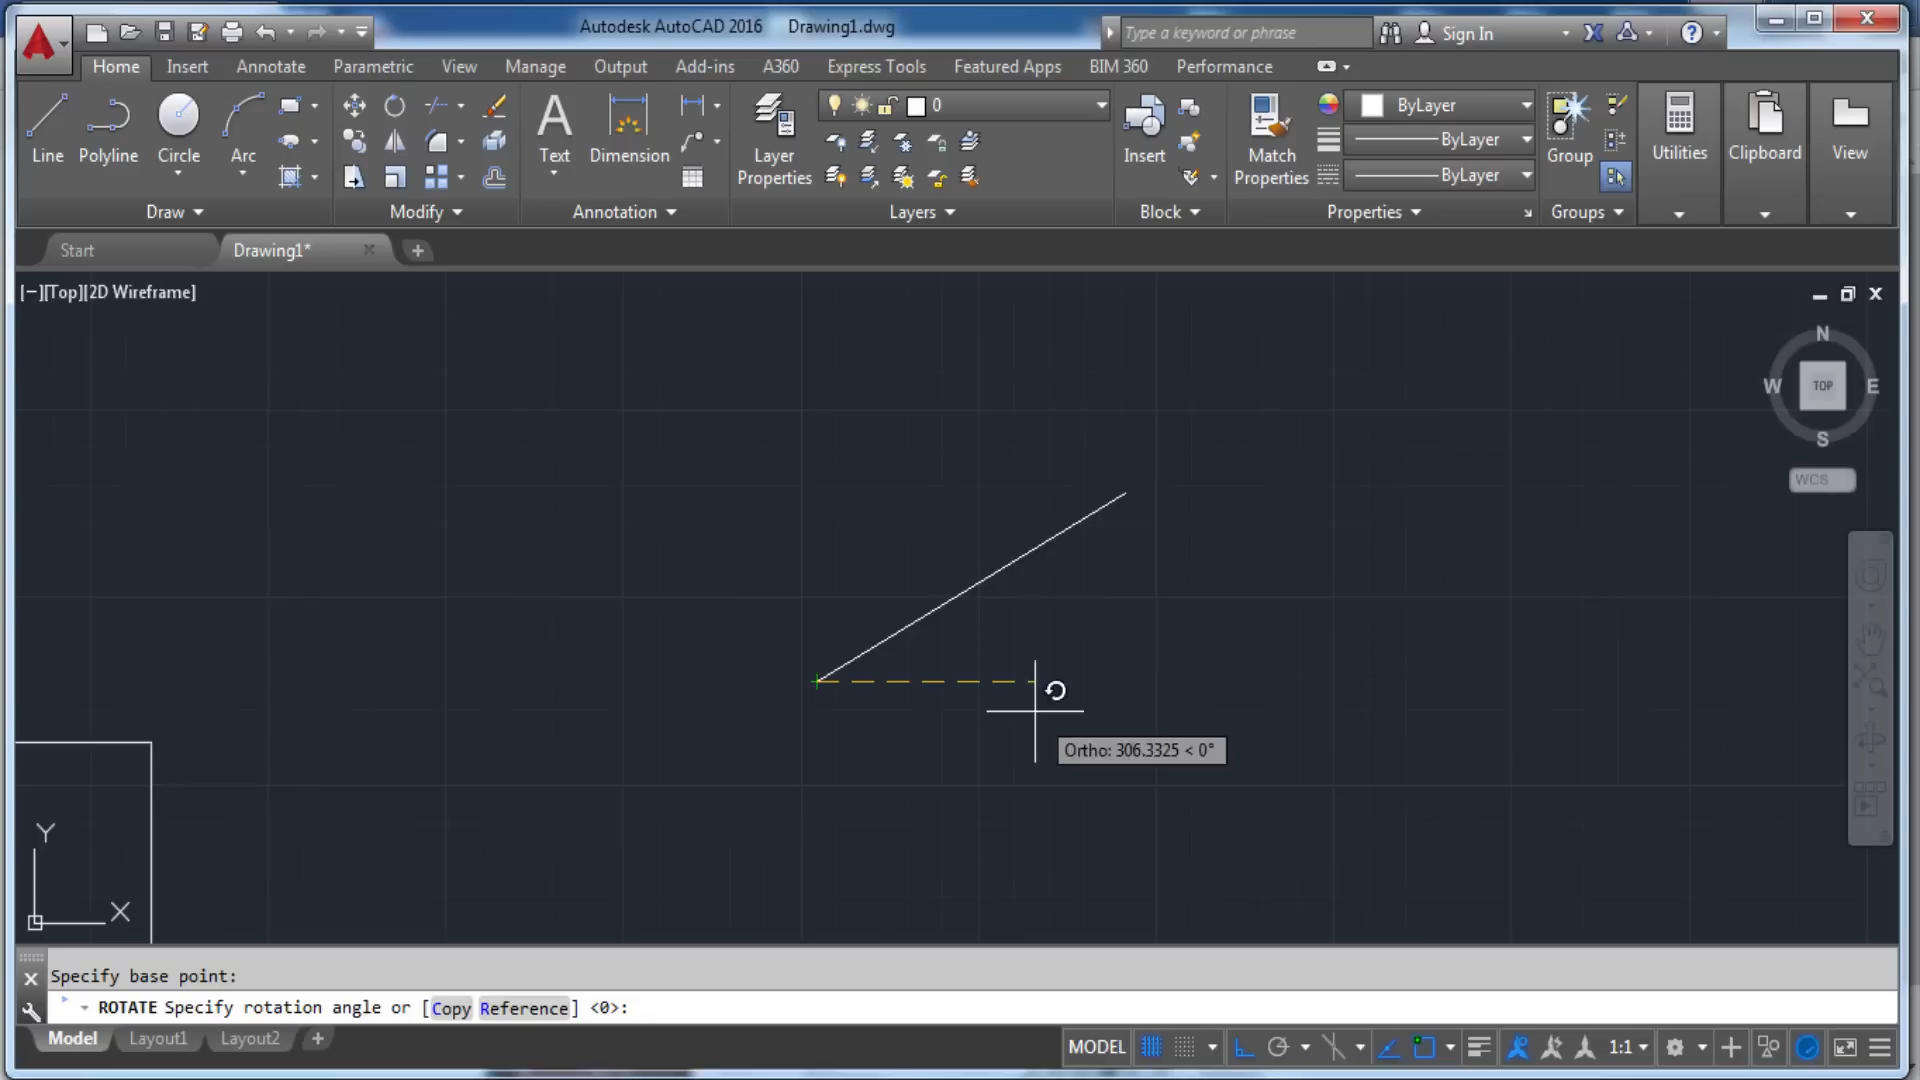 Autodesk AutoCAD 2016 Drawing1.dwg
Type a keyword or phrase
Sign In
Home Insert Annotate Parametric View Manage Output Add-ins A360 Express Tools Featured Apps BIM 360 Performance
Line Polyline Circle Arc
Draw
Modify
A
Text Dimension
Annotation
Layer Properties
0
Layers
Insert
Block
Match Properties
ByLayer
ByLayer
ByLayer
Properties
Group
Groups
Utilities
Clipboard
View
Start Drawing1*
[−][Top][2D Wireframe]
N
W TOP E
S
WCS
Ortho: 306.3325 < 0°
Y
X
Specify base point:
ROTATE Specify rotation angle or [Copy Reference] <0>:
Model Layout1 Layout2 +
MODEL 1:1